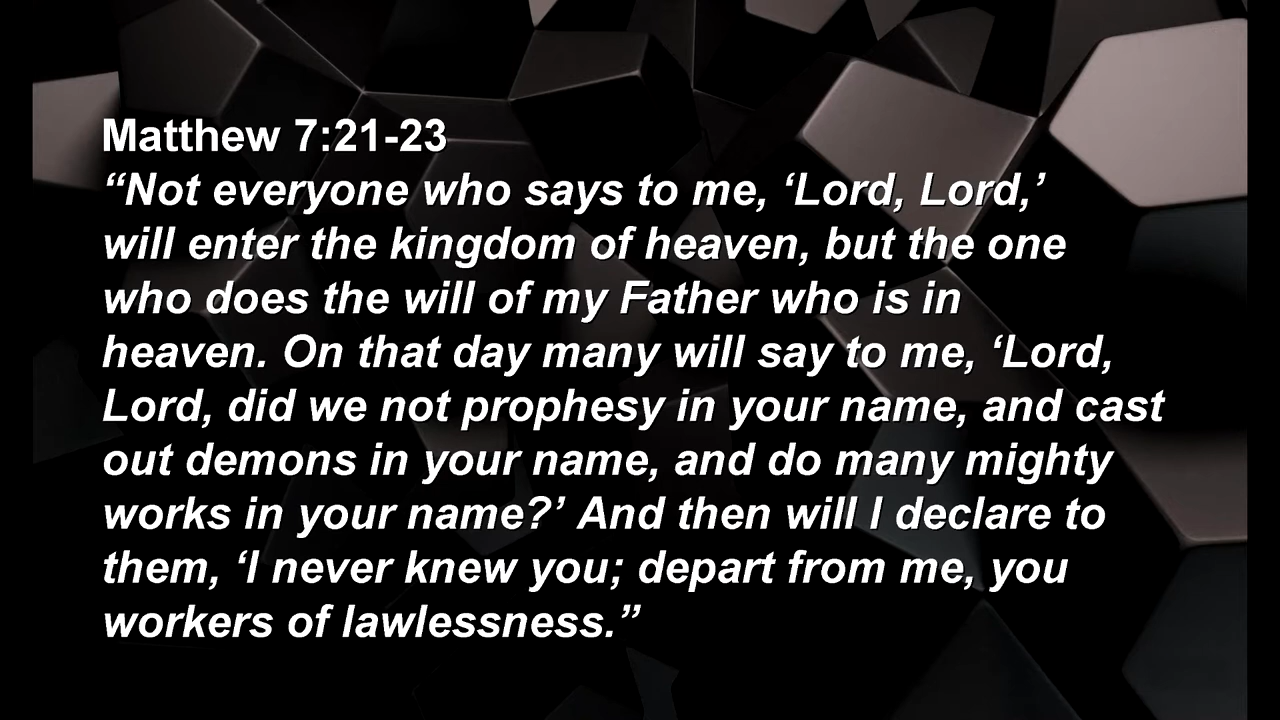 Matthew 7:21-23
“Not everyone who says to me, ‘Lord, Lord,’
will enter the kingdom of heaven, but the one
who does the will of my Father who is in
heaven. On that day many will say to me, ‘Lord,
Lord, did we not prophesy in your name, and cast
out demons in your name, and do many mighty
works in your name?’ And then will I declare to
them, ‘I never knew you; depart from me, you
workers of lawlessness.”